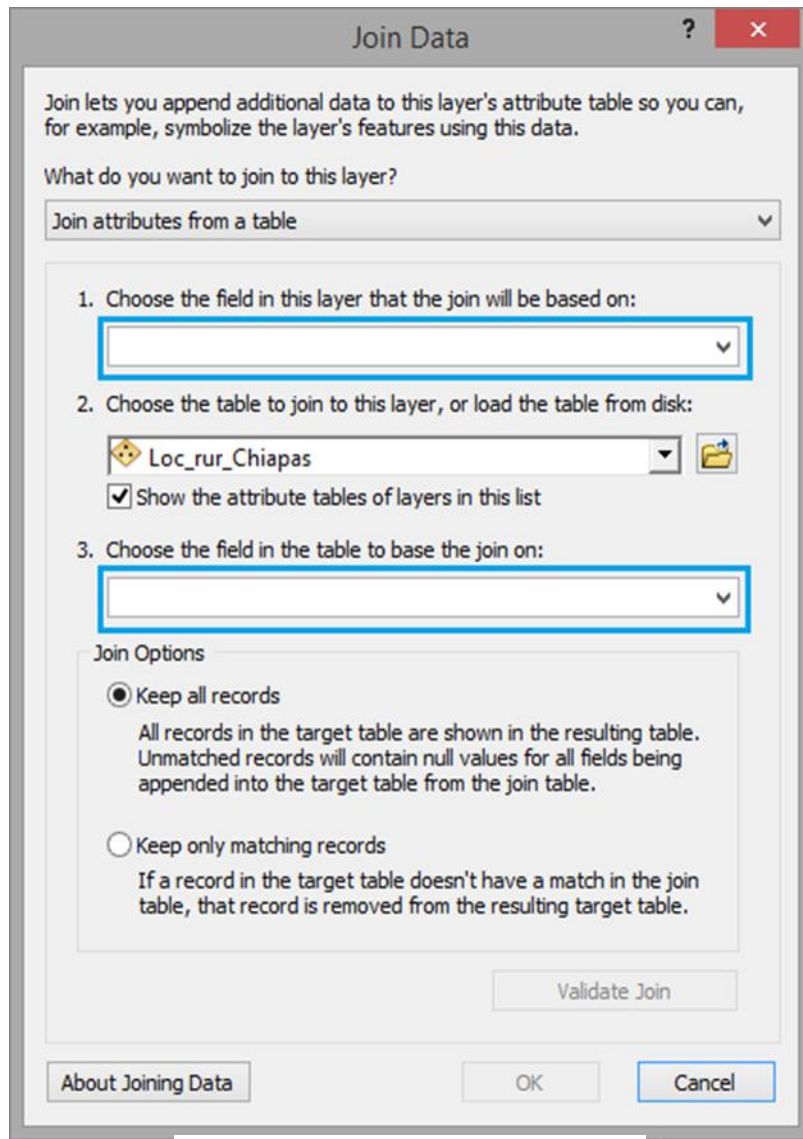 Join Data
?
×
Join lets you append additional data to this layer's attribute table so you can,
for example, symbolize the layer's features using this data.
What do you want to join to this layer?
Join attributes from a table
1. Choose the field in this layer that the join will be based on:
2. Choose the table to join to this layer, or load the table from disk:
Loc_rur_Chiapas
Show the attribute tables of layers in this list
3. Choose the field in the table to base the join on:
Join Options
Keep all records
All records in the target table are shown in the resulting table.
Unmatched records will contain null values for all fields being
appended into the target table from the join table.
Keep only matching records
If a record in the target table doesn't have a match in the join
table, that record is removed from the resulting target table.
Validate Join
About Joining Data
OK
Cancel